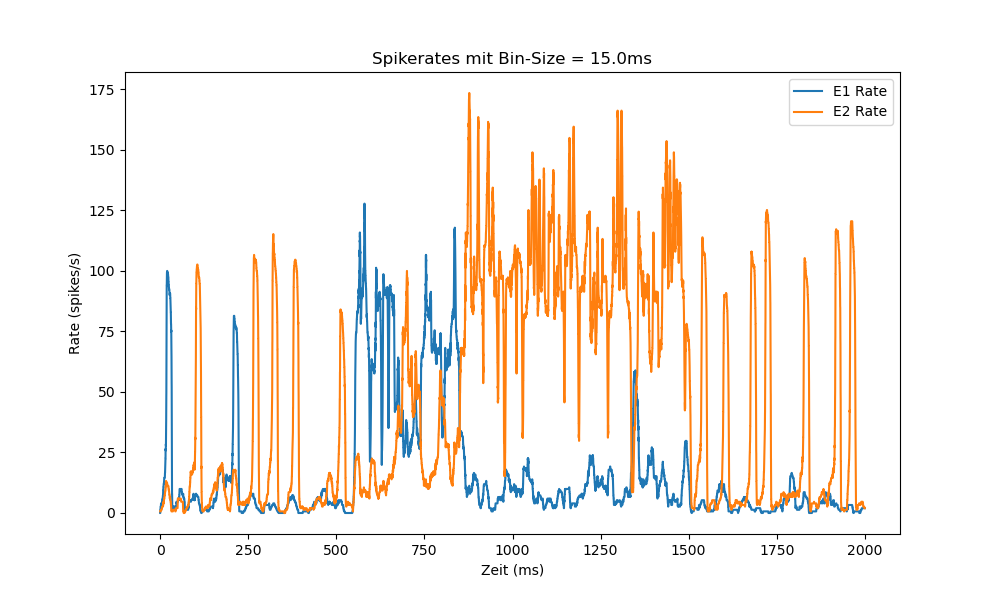 Spikerates mit Bin-Size = 15.0ms
E1 Rate
E2 Rate
Rate (spikes/s)
175
150
125
100
75
50
25
0
0 250 500 750 1000 1250 1500 1750 2000
Zeit (ms)